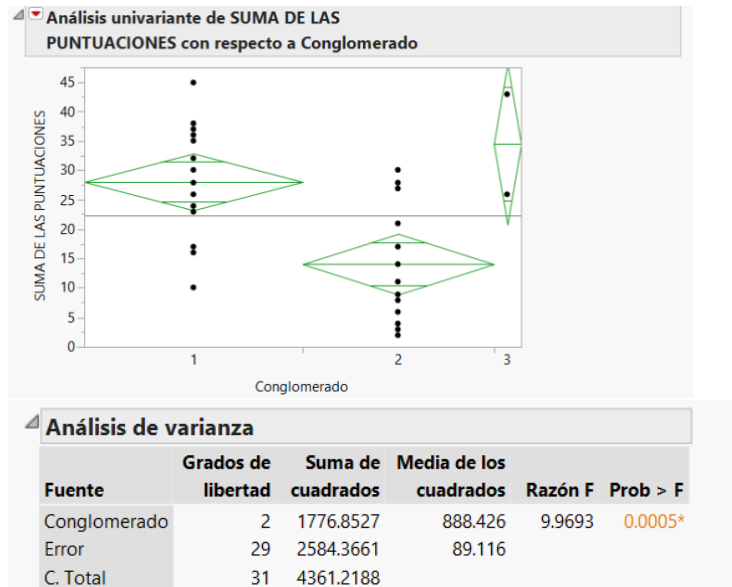 Análisis univariante de SUMA DE LAS
PUNTUACIONES con respecto a Conglomerado
45
40
35
30
25
20
15
10
5
0
SUMA DE LAS PUNTUACIONES
1 2 3
Conglomerado
Análisis de varianza
Grados de Suma de Media de los
Fuente libertad cuadrados cuadrados Razón F Prob > F
Conglomerado 2 1776.8527 888.426 9.9693 0.0005*
Error 29 2584.3661 89.116
C. Total 31 4361.2188